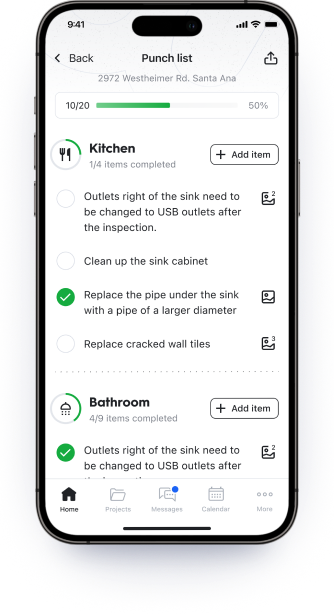 9:41
Back
Punch list
2972 Westheimer Rd. Santa Ana
10/20
50%
Kitchen
1/4 items completed
+ Add item
Outlets right of the sink need to
be changed to USB outlets after
the inspection.
2
Clean up the sink cabinet
Replace the pipe under the sink
with a pipe of a larger diameter
Replace cracked wall tiles
3
Bathroom
4/9 items completed
+ Add item
Outlets right of the sink need to
be changed to USB outlets after
2
Home
Projects
Messages
Calendar
More